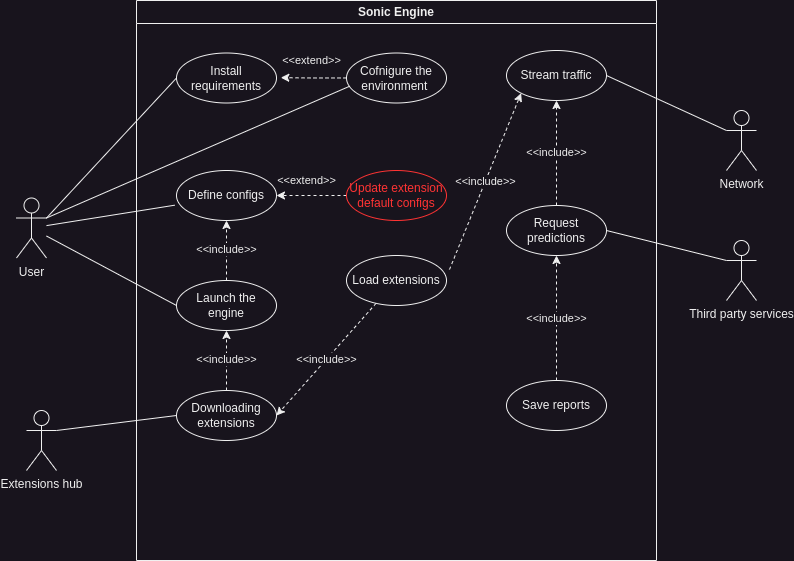 Sonic Engine
<<extend>>
Install
requirements
Cofnigure the
environment
Stream traffic
<<include>>
Network
<<extend>>
<<include>>
Define configs
Update extension
default configs
Request
predictions
User
<<include>>
Load extensions
Third party services
Launch the
engine
<<include>>
<<include>>
<<include>>
Downloading
extensions
Save reports
Extensions hub